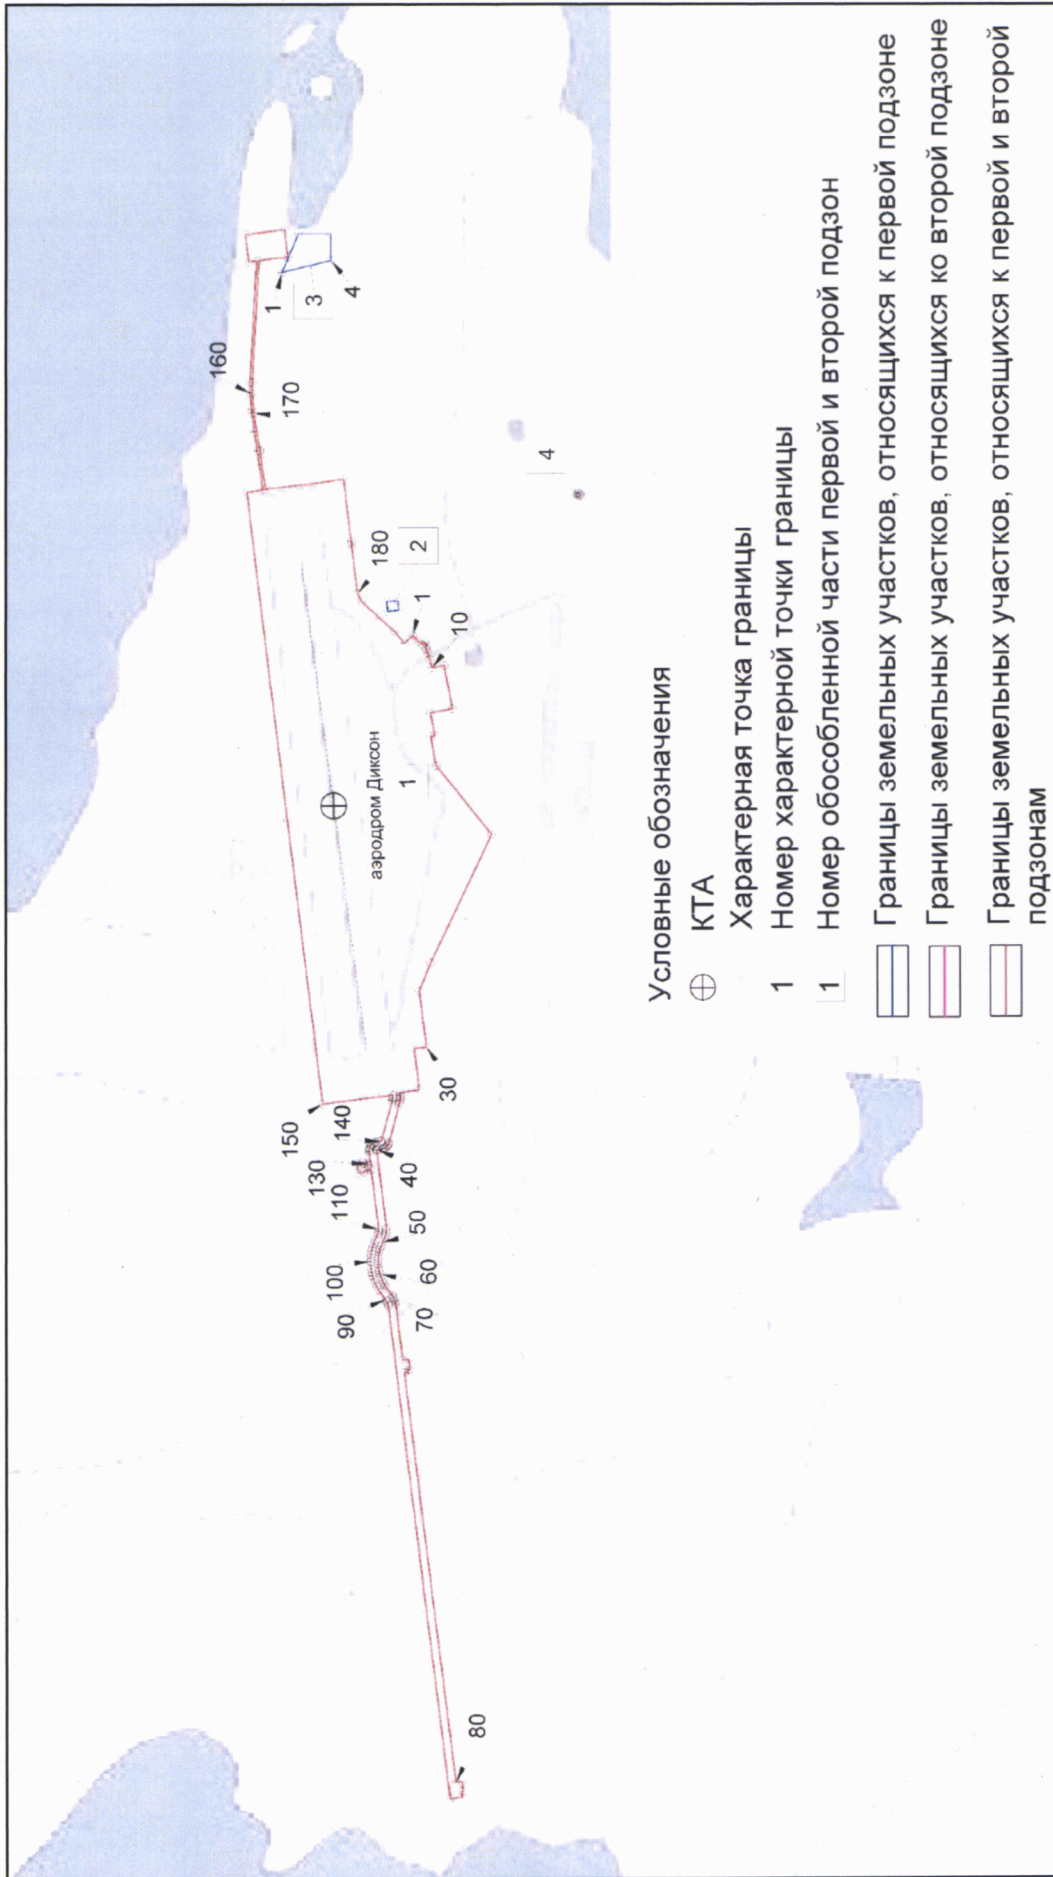 160
170
1
3
4
150
180
2
1
10
4
аэродром Диксон
1
30
140
130
110
40
100
50
90
60
70
80
Условные обозначения
КТА
Характерная точка границы
1 Номер характерной точки границы
1 Номер обособленной части первой и второй подзон
Границы земельных участков, относящихся к первой подзоне
Границы земельных участков, относящихся ко второй подзоне
Границы земельных участков, относящихся к первой и второй
подзонам